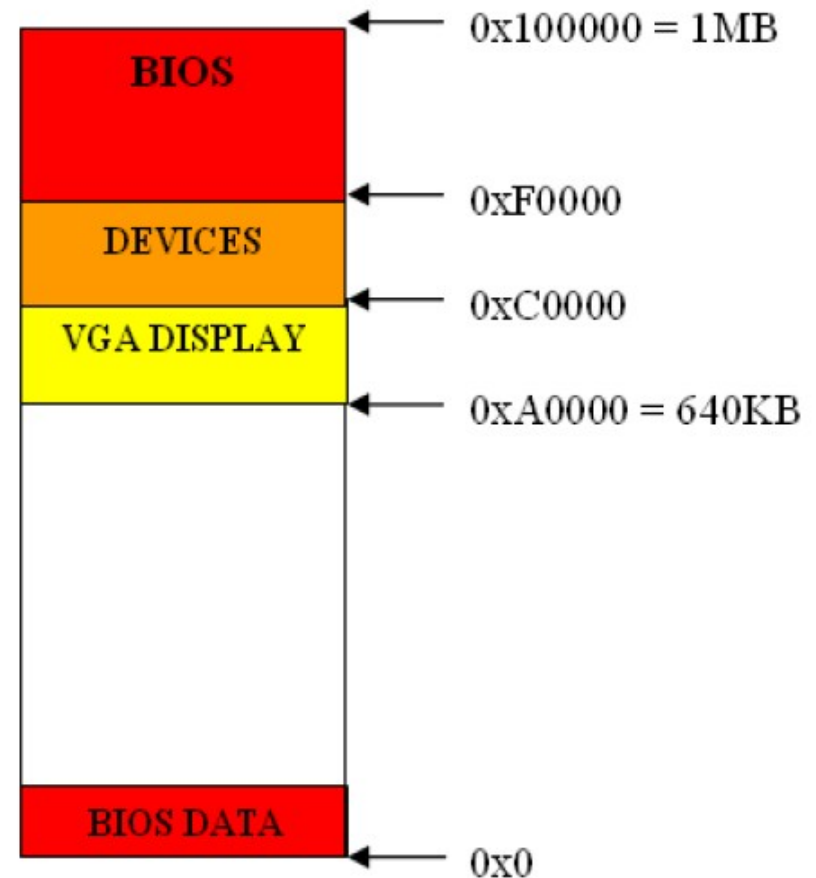 0x100000 = 1MB
BIOS
0xF0000
DEVICES
0xC0000
VGA DISPLAY
0xA0000 = 640KB
BIOS DATA
0x0